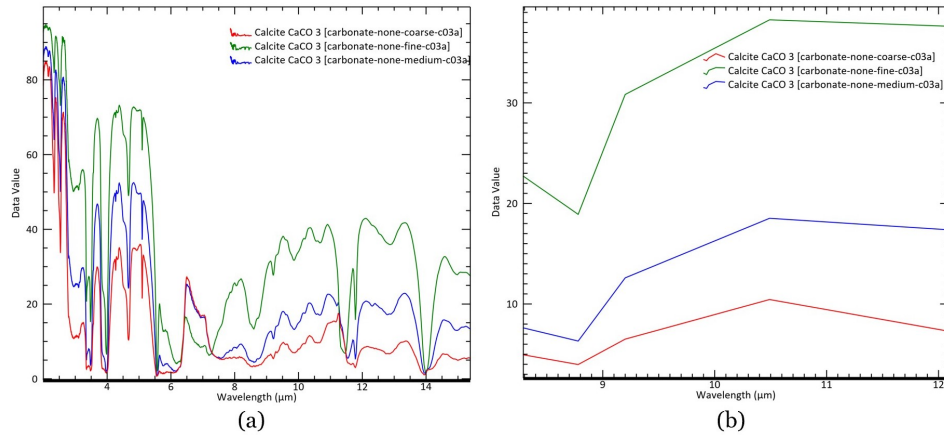 Calcite CaCO 3 [carbonate-none-coarse-c03a]
Calcite CaCO 3 [carbonate-none-fine-c03a]
Calcite CaCO 3 [carbonate-none-medium-c03a]
80
60
40
20
0
Data Value
4
6
8
10
12
14
Wavelength (μm)
(a)
Calcite CaCO 3 [carbonate-none-coarse-c03a]
Calcite CaCO 3 [carbonate-none-fine-c03a]
Calcite CaCO 3 [carbonate-none-medium-c03a]
30
20
10
Data Value
9
10
11
12
Wavelength (μm)
(b)